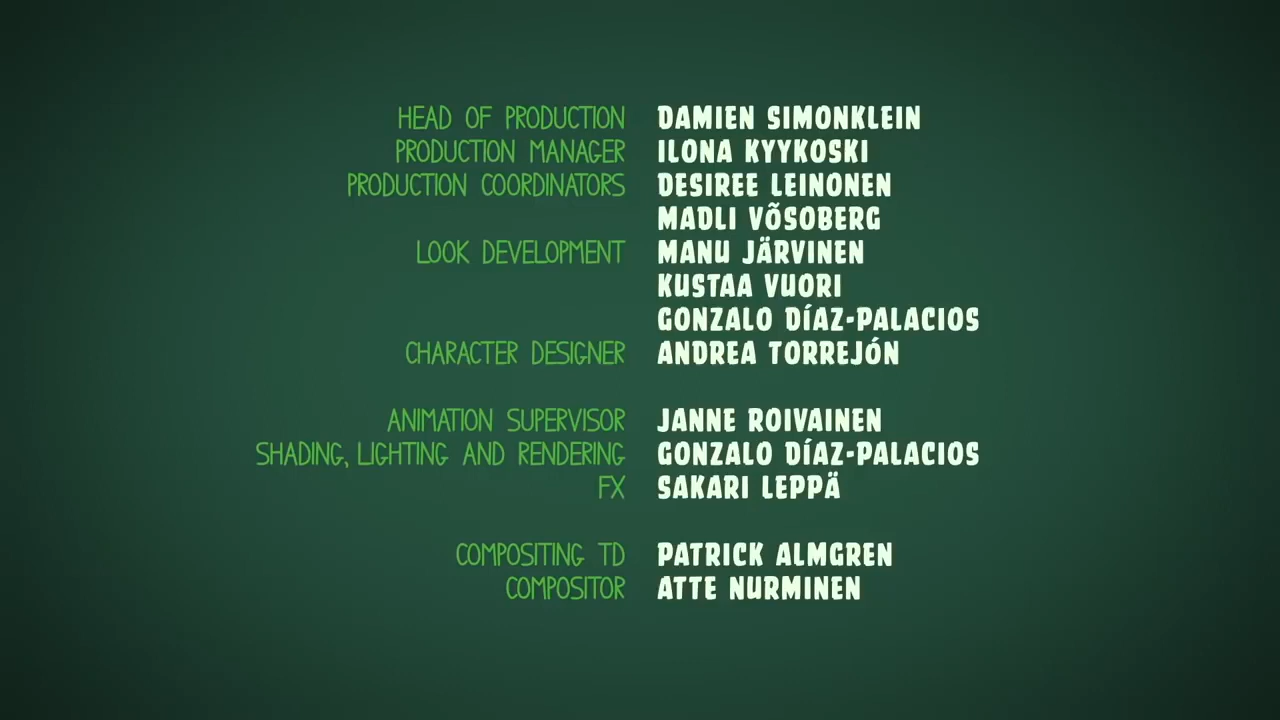 HEAD OF PRODUCTION DAMIEN SIMONKLEIN
PRODUCTION MANAGER ILONA KYYKOSKI
PRODUCTION COORDINATORS DESIREE LEINONEN
MADLI VÕSOBERG
LOOK DEVELOPMENT MANU JÄRVINEN
KUSTAA VUORI
GONZALO DÍAZ-PALACIOS
CHARACTER DESIGNER ANDREA TORREJÓN
ANIMATION SUPERVISOR JANNE ROIVAINEN
SHADING, LIGHTING AND RENDERING GONZALO DÍAZ-PALACIOS
FX SAKARI LEPPÄ
COMPOSITING TD PATRICK ALMGREN
COMPOSITOR ATTE NURMINEN